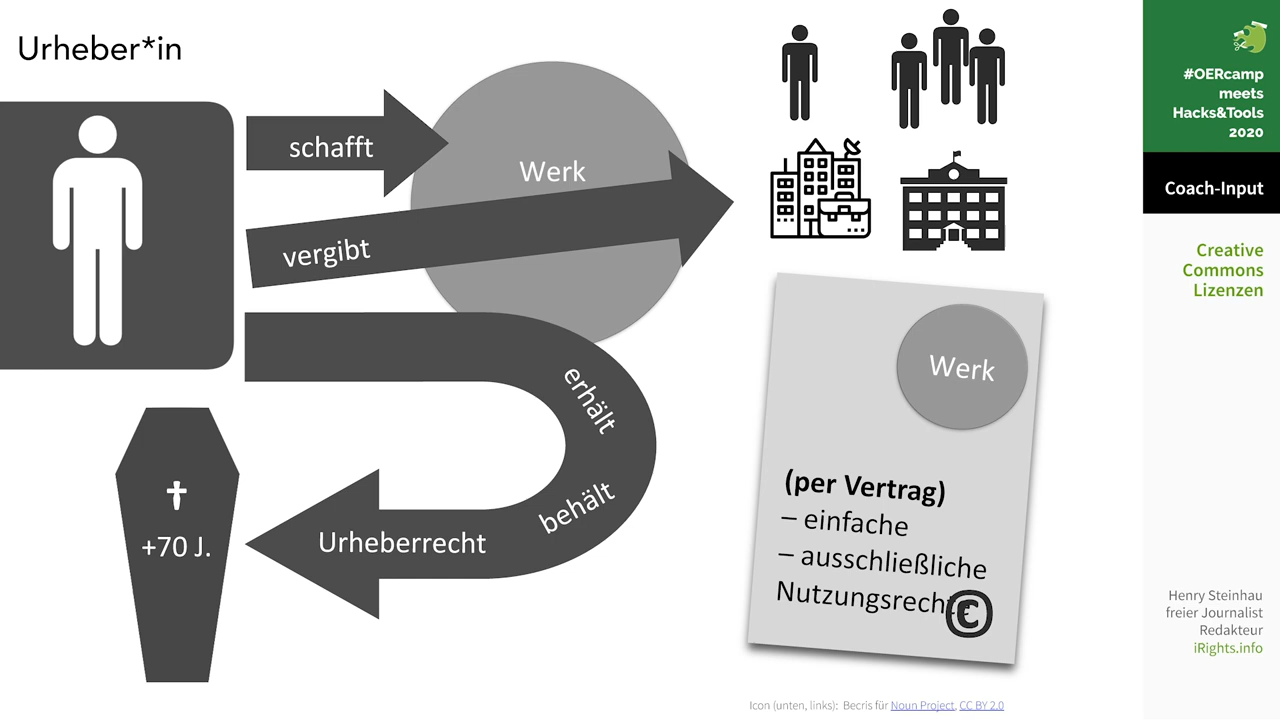 Urheber*in
schafft
Werk
vergibt
erhält
behält
Urheberrecht
+70 J.
Werk
(per Vertrag)
– einfache
– ausschließliche
©
Icon (unten, links): Becris für Noun Project, CC BY 2.0
#OERcamp
meets
Hacks&Tools
2020
Coach-Input
Creative
Commons
Lizenzen
Henry Steinhau
freier Journalist
Redakteur
iRights.info